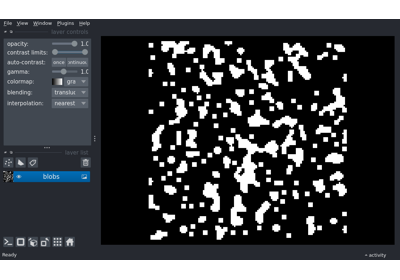 File View Window Plugins Help
layer controls
opacity: 1.0
contrast limits:
auto-contrast: once
gamma: 1.0
colormap: gra
blending: translu
interpolation: nearest
layer list
blobs
Ready activity